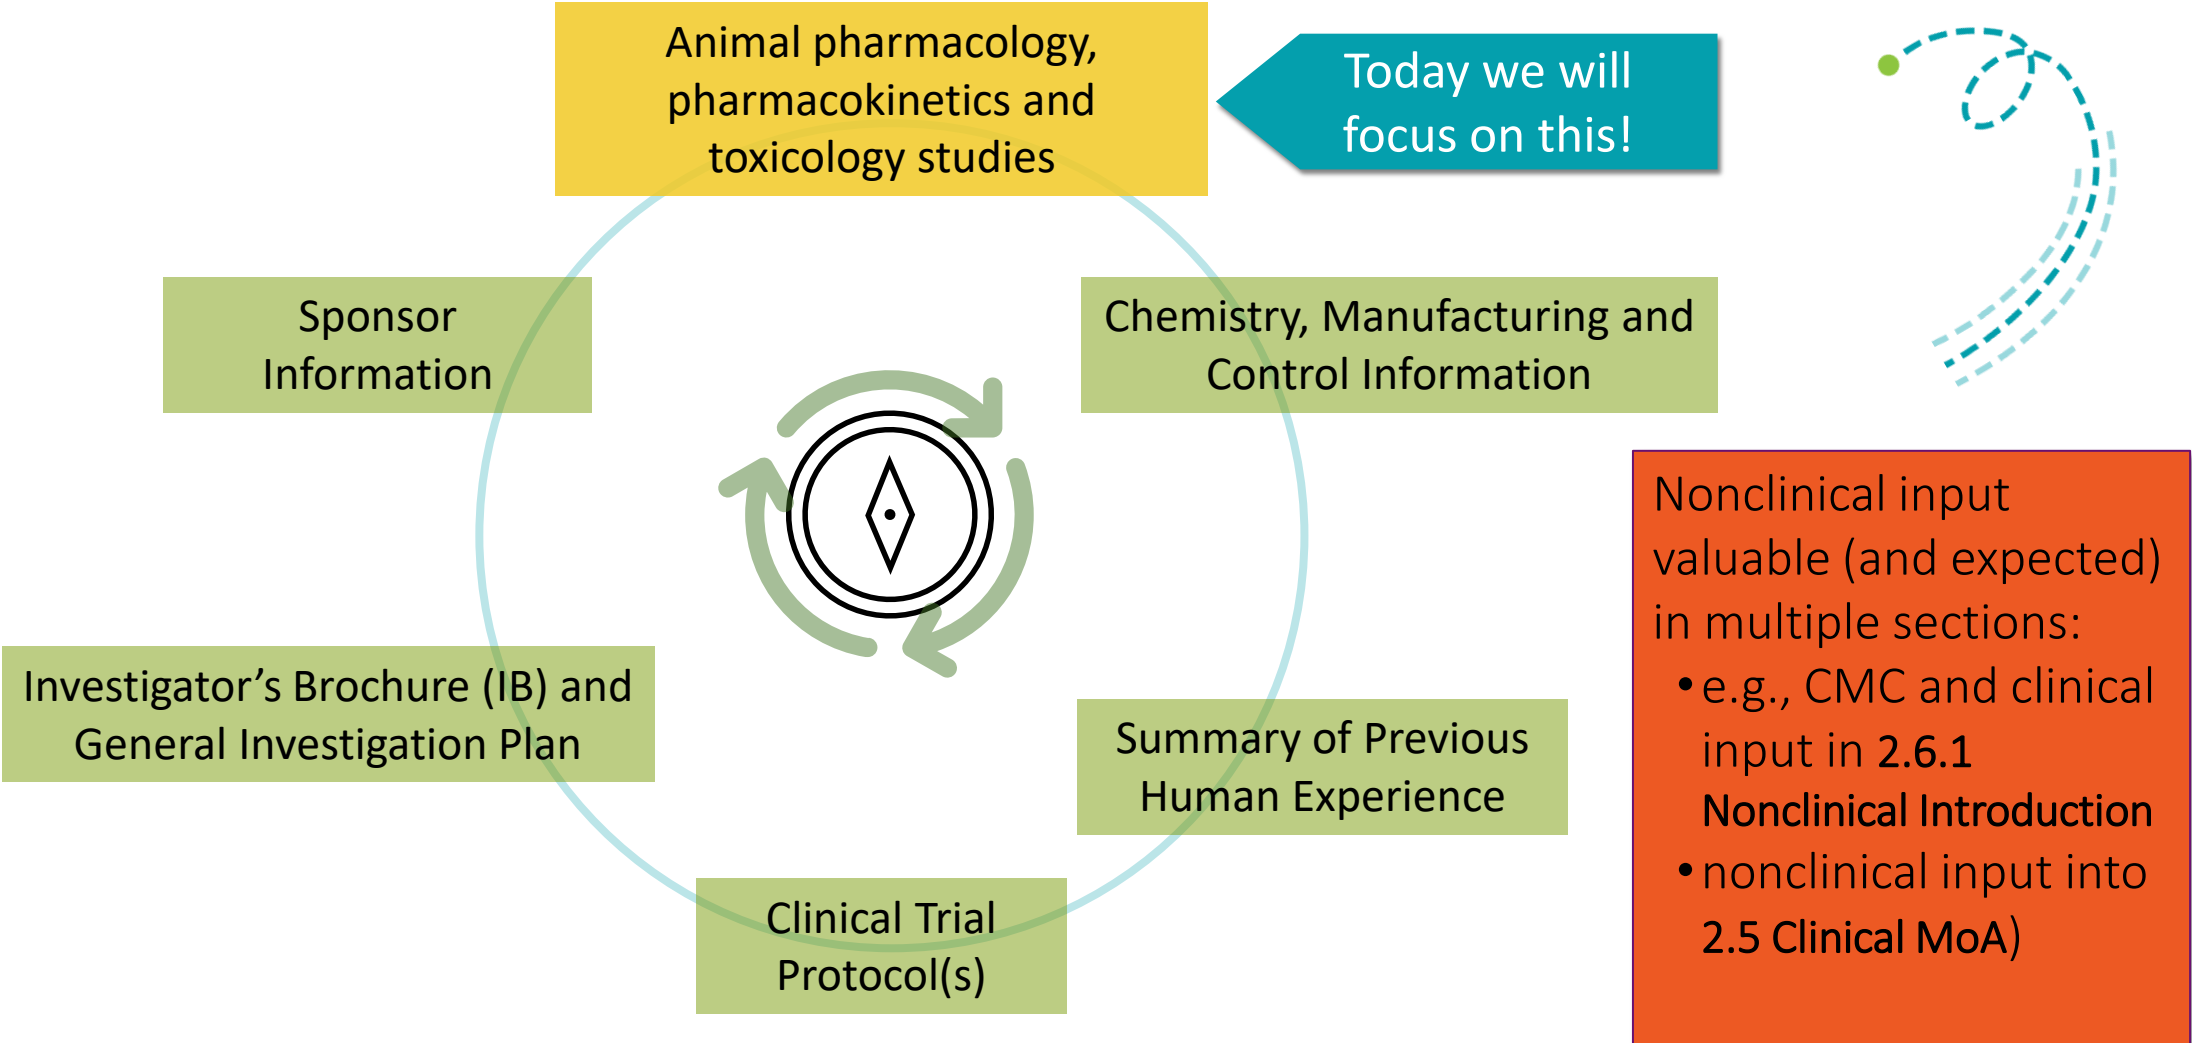 Animal pharmacology,
pharmacokinetics and
toxicology studies
Today we will
focus on this!
Sponsor
Information
Chemistry, Manufacturing and
Control Information
Investigator’s Brochure (IB) and
General Investigation Plan
Summary of Previous
Human Experience
Clinical Trial
Protocol(s)
Nonclinical input
valuable (and expected)
in multiple sections:
•e.g., CMC and clinical
input in 2.6.1
Nonclinical Introduction
•nonclinical input into
2.5 Clinical MoA)